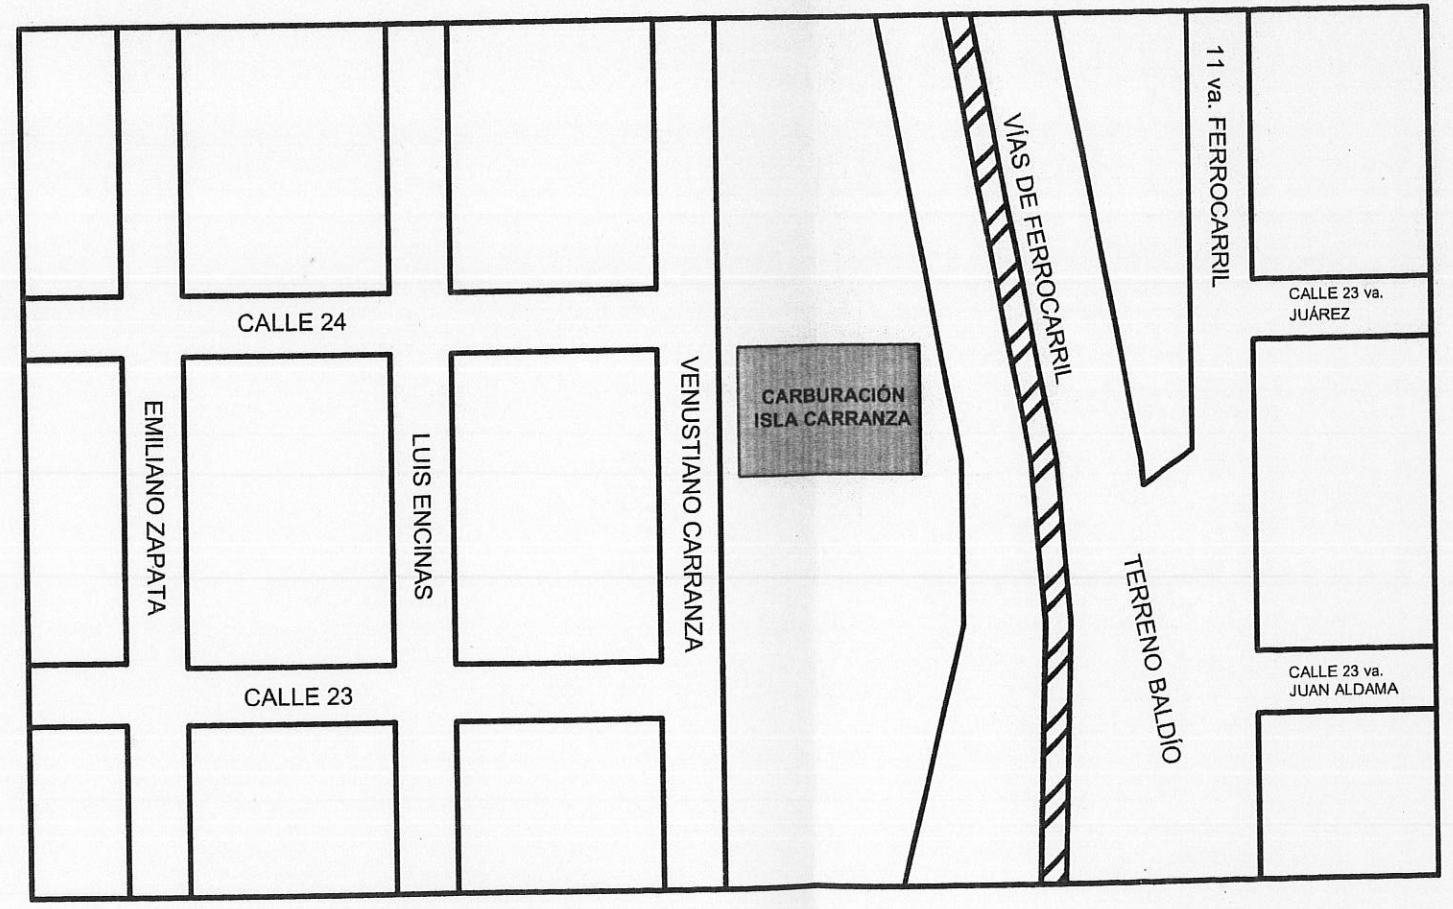 CALLE 24
EMILIANO ZAPATA
LUIS ENCINAS
VENUSTIANO CARRANZA
CALLE 23
CARBURACIÓN
ISLA CARRANZA
VÍAS DE FERROCARRIL
11 va. FERROCARRIL
TERRENO BALDÍO
CALLE 23 va.
JUÁREZ
CALLE 23 va.
JUAN ALDAMA